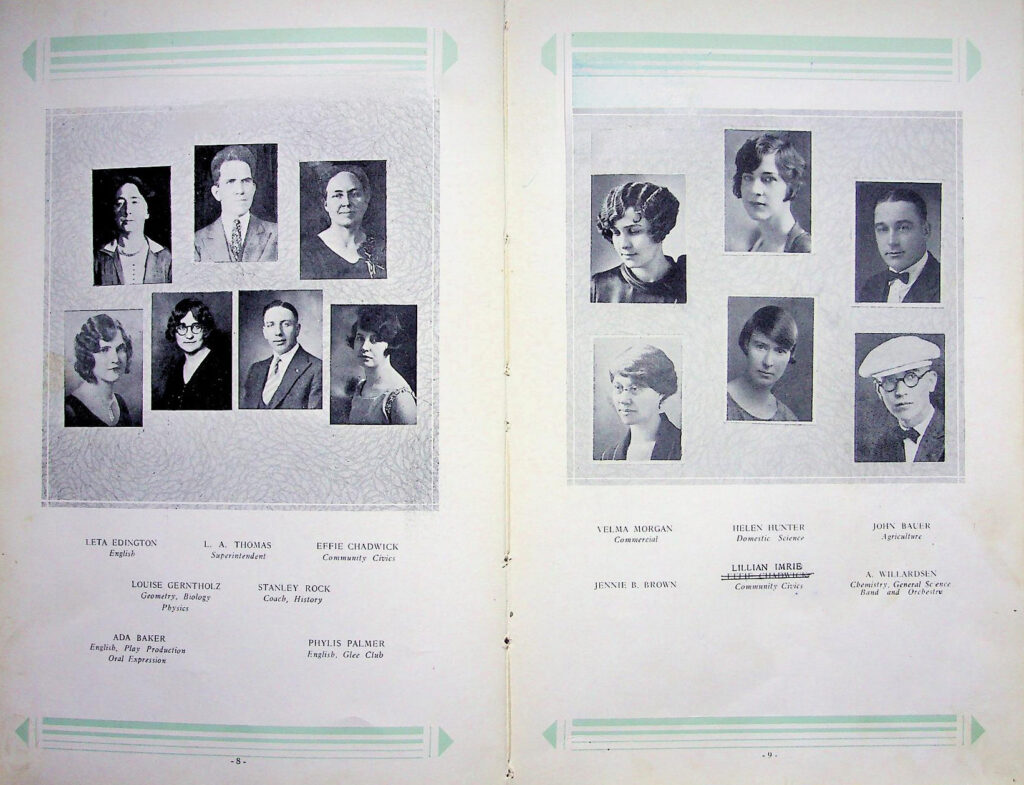 LETA EDINGTON
English
L. A. THOMAS
Superintendent
EFFIE CHADWICK
Community Civics
LOUISE GERNTHOLZ
Geometry, Biology
Physics
STANLEY ROCK
Coach, History
ADA BAKER
English, Play Production
Oral Expression
PHYLIS PALMER
English, Glee Club
- 8 -
VELMA MORGAN
Commercial
HELEN HUNTER
Domestic Science
JOHN BAUER
Agriculture
JENNIE B. BROWN
LILLIAN IMRIE
EFFIE CHADWICK
Community Civics
A. WILLARDSEN
Chemistry, General Science
Band and Orchestra
- 9 -